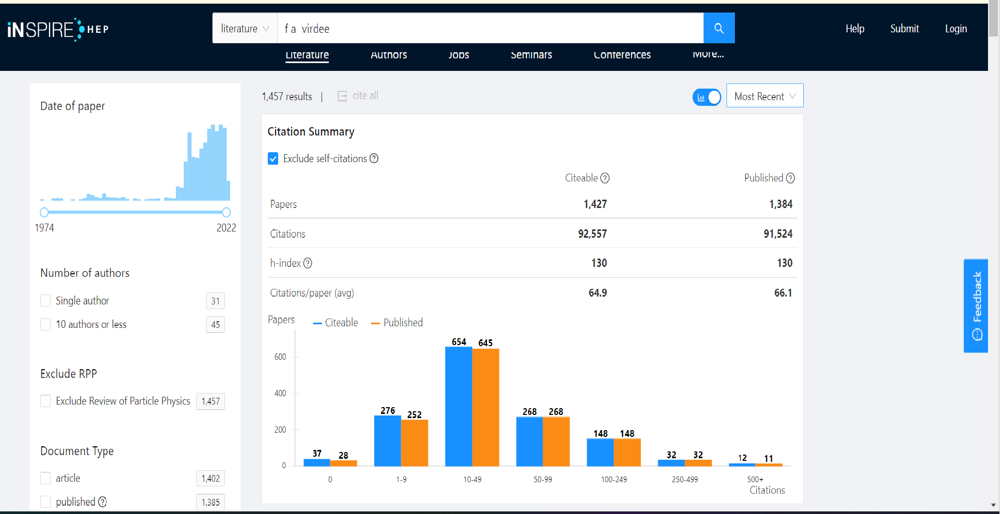 iNSPIRE HEP
literature f a virdee
Help Submit Login
Literature Authors Jobs Seminars Conferences More...
Date of paper
1974 2022
Number of authors
Single author 31
10 authors or less 45
Exclude RPP
Exclude Review of Particle Physics 1,457
Document Type
article 1,402
published 1,385
1,457 results | cite all
Most Recent
Citation Summary
Exclude self-citations
Citeable Published
Papers 1,427 1,384
Citations 92,557 91,524
h-index 130 130
Citations/paper (avg) 64.9 66.1
Papers Citeable Published
600
400
200
0
37 28 276 252 654 645 268 268 148 148 32 32 12 11
0 1-9 10-49 50-99 100-249 250-499 500+
Citations
Feedback